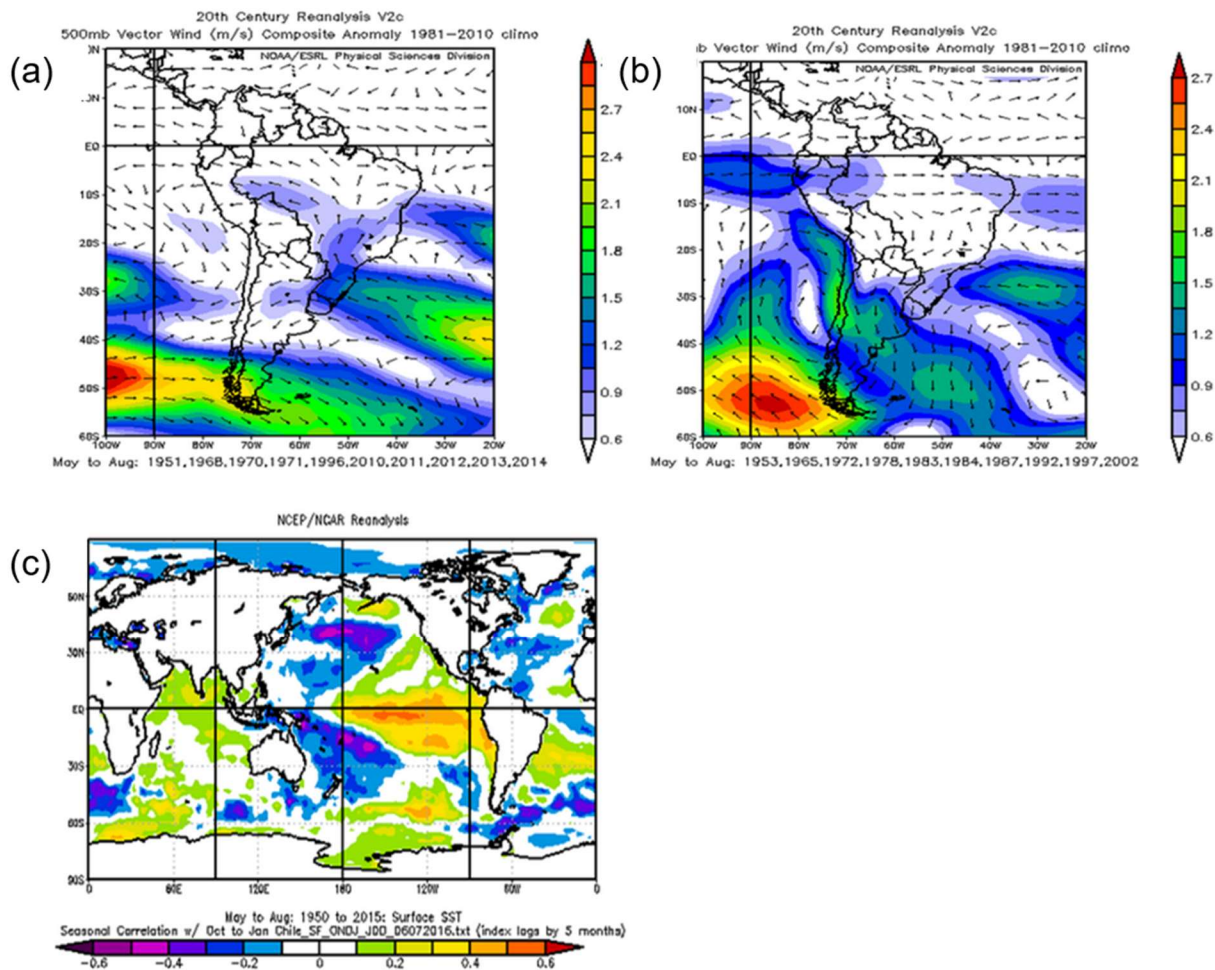 (a)
20th Century Reanalysis V2c
500mb Vector Wind (m/s) Composite Anomaly 1981-2010 climo
NOAA/ESRL Physical Sciences Division
EQ
10S
20S
30S
40S
50S
60S
100W 90W 80W 70W 60W 50W 40W 30W 20W
2.7
2.4
2.1
1.8
1.5
1.2
0.9
0.6
May to Aug: 1951,1968,1970,1971,1996,2010,2011,2012,2013,2014
(b)
20th Century Reanalysis V2c
mb Vector Wind (m/s) Composite Anomaly 1981-2010 climo
NOAA/ESRL Physical Sciences Division
10N
EQ
10S
20S
30S
40S
50S
60S
100W 90W 80W 70W 60W 50W 40W 30W 20W
2.7
2.4
2.1
1.8
1.5
1.2
0.9
0.6
May to Aug: 1953,1965,1972,1978,1983,1984,1987,1992,1997,2002
(c)
NCEP/NCAR Reanalysis
30N
EQ
30S
60S
90S
0 60E 120E 180 120W 60W 0
May to Aug: 1950 to 2015: Surface SST
Seasonal Correlation w/ Oct to Jan Chile_SF_ONDJ_JDD_06072016.txt (index lags by 5 months)
-0.6 -0.4 -0.2 0 0.2 0.4 0.6